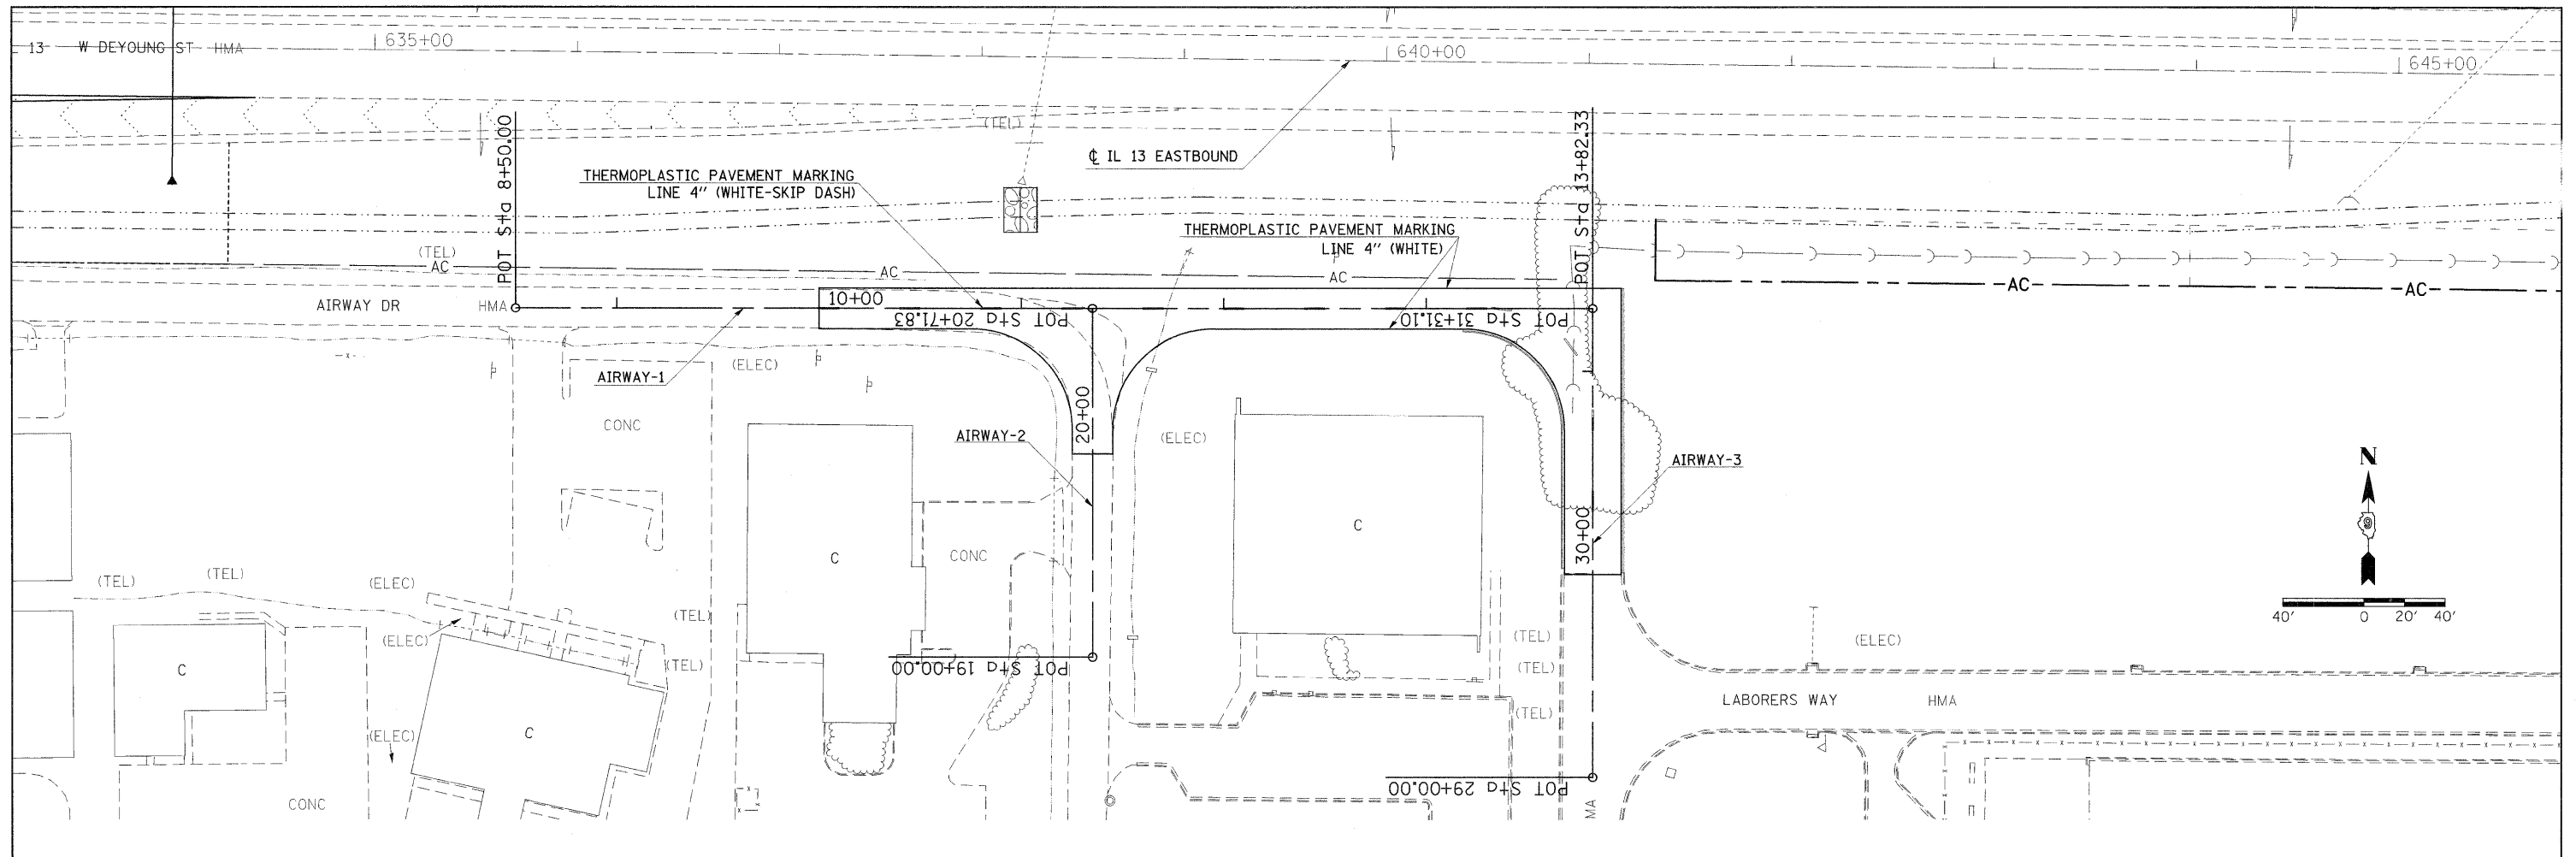 13 W DEYOUNG ST HMA
635+00
640+00
645+00
(TEL)
POT Sta 8+50.00
POT Sta 13+82.33
℄ IL 13 EASTBOUND
THERMOPLASTIC PAVEMENT MARKING
LINE 4" (WHITE-SKIP DASH)
THERMOPLASTIC PAVEMENT MARKING
LINE 4" (WHITE)
(TEL)
AC
AC
AC
AC
AC
AIRWAY DR
HMA
10+00
POT Sta 20+71.83
POT Sta 31+31.10
AIRWAY-1
(ELEC)
20+00
CONC
AIRWAY-2
(ELEC)
AIRWAY-3
N
30+00
C
C
CONC
(TEL)
(TEL)
(ELEC)
(TEL)
40' 0 20' 40'
(ELEC)
(TEL)
(ELEC)
C
(TEL)
POT Sta 19+00.00
(TEL)
(TEL)
LABORERS WAY
HMA
C
(ELEC)
POT Sta 29+00.00
CONC
MA